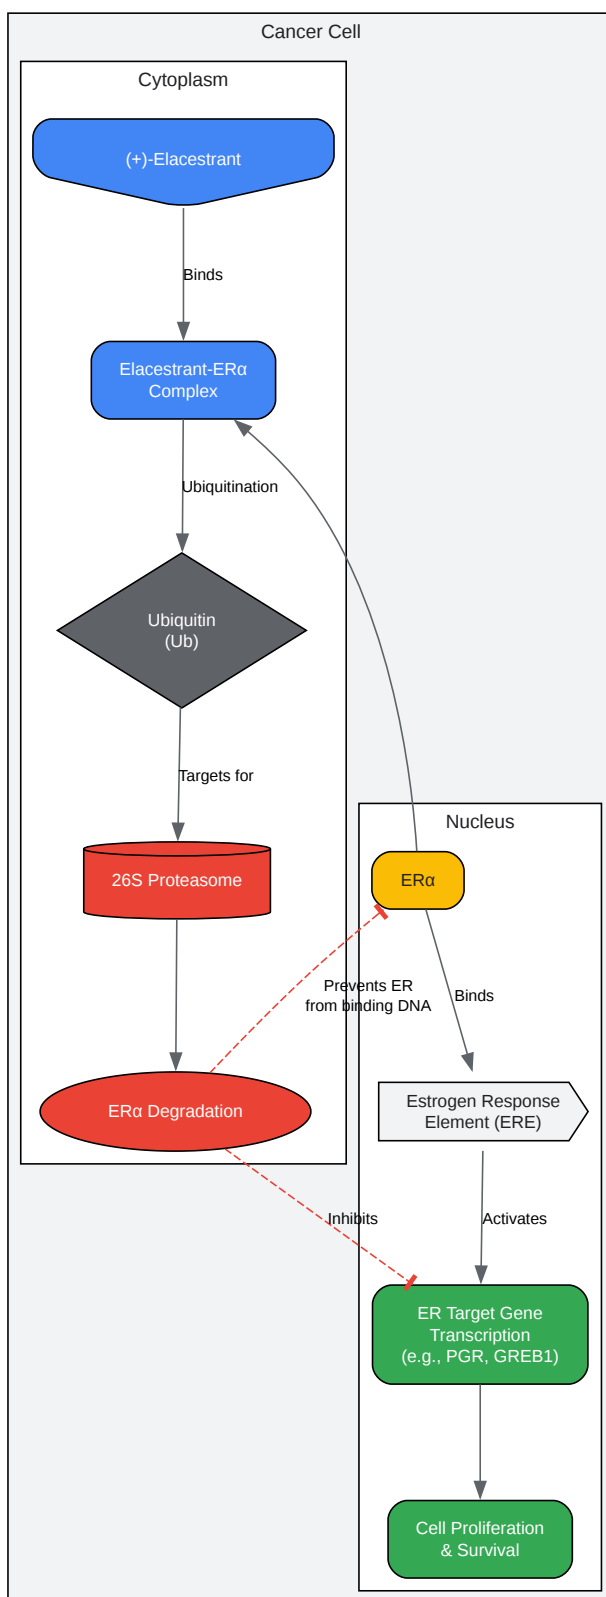 Cancer Cell
Cytoplasm
(+)-Elacestrant
Binds
Elacestrant-ERα
Complex
Ubiquitination
Ubiquitin
(Ub)
Targets for
26S Proteasome
Nucleus
ERα
Prevents ER
from binding DNA
Binds
ERα Degradation
Estrogen Response
Element (ERE)
Inhibits
Activates
ER Target Gene
Transcription
(e.g., PGR, GREB1)
Cell Proliferation
& Survival